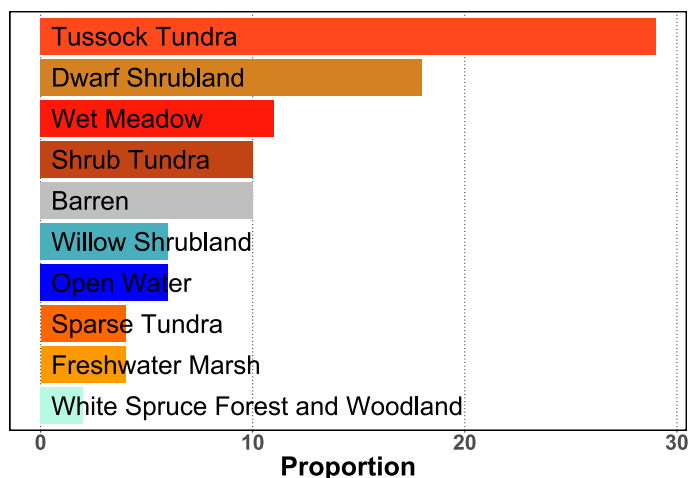 Tussock Tundra
Dwarf Shrubland
Wet Meadow
Shrub Tundra
Barren
Willow Shrubland
Open Water
Sparse Tundra
Freshwater Marsh
White Spruce Forest and Woodland
0 10 20 30
Proportion